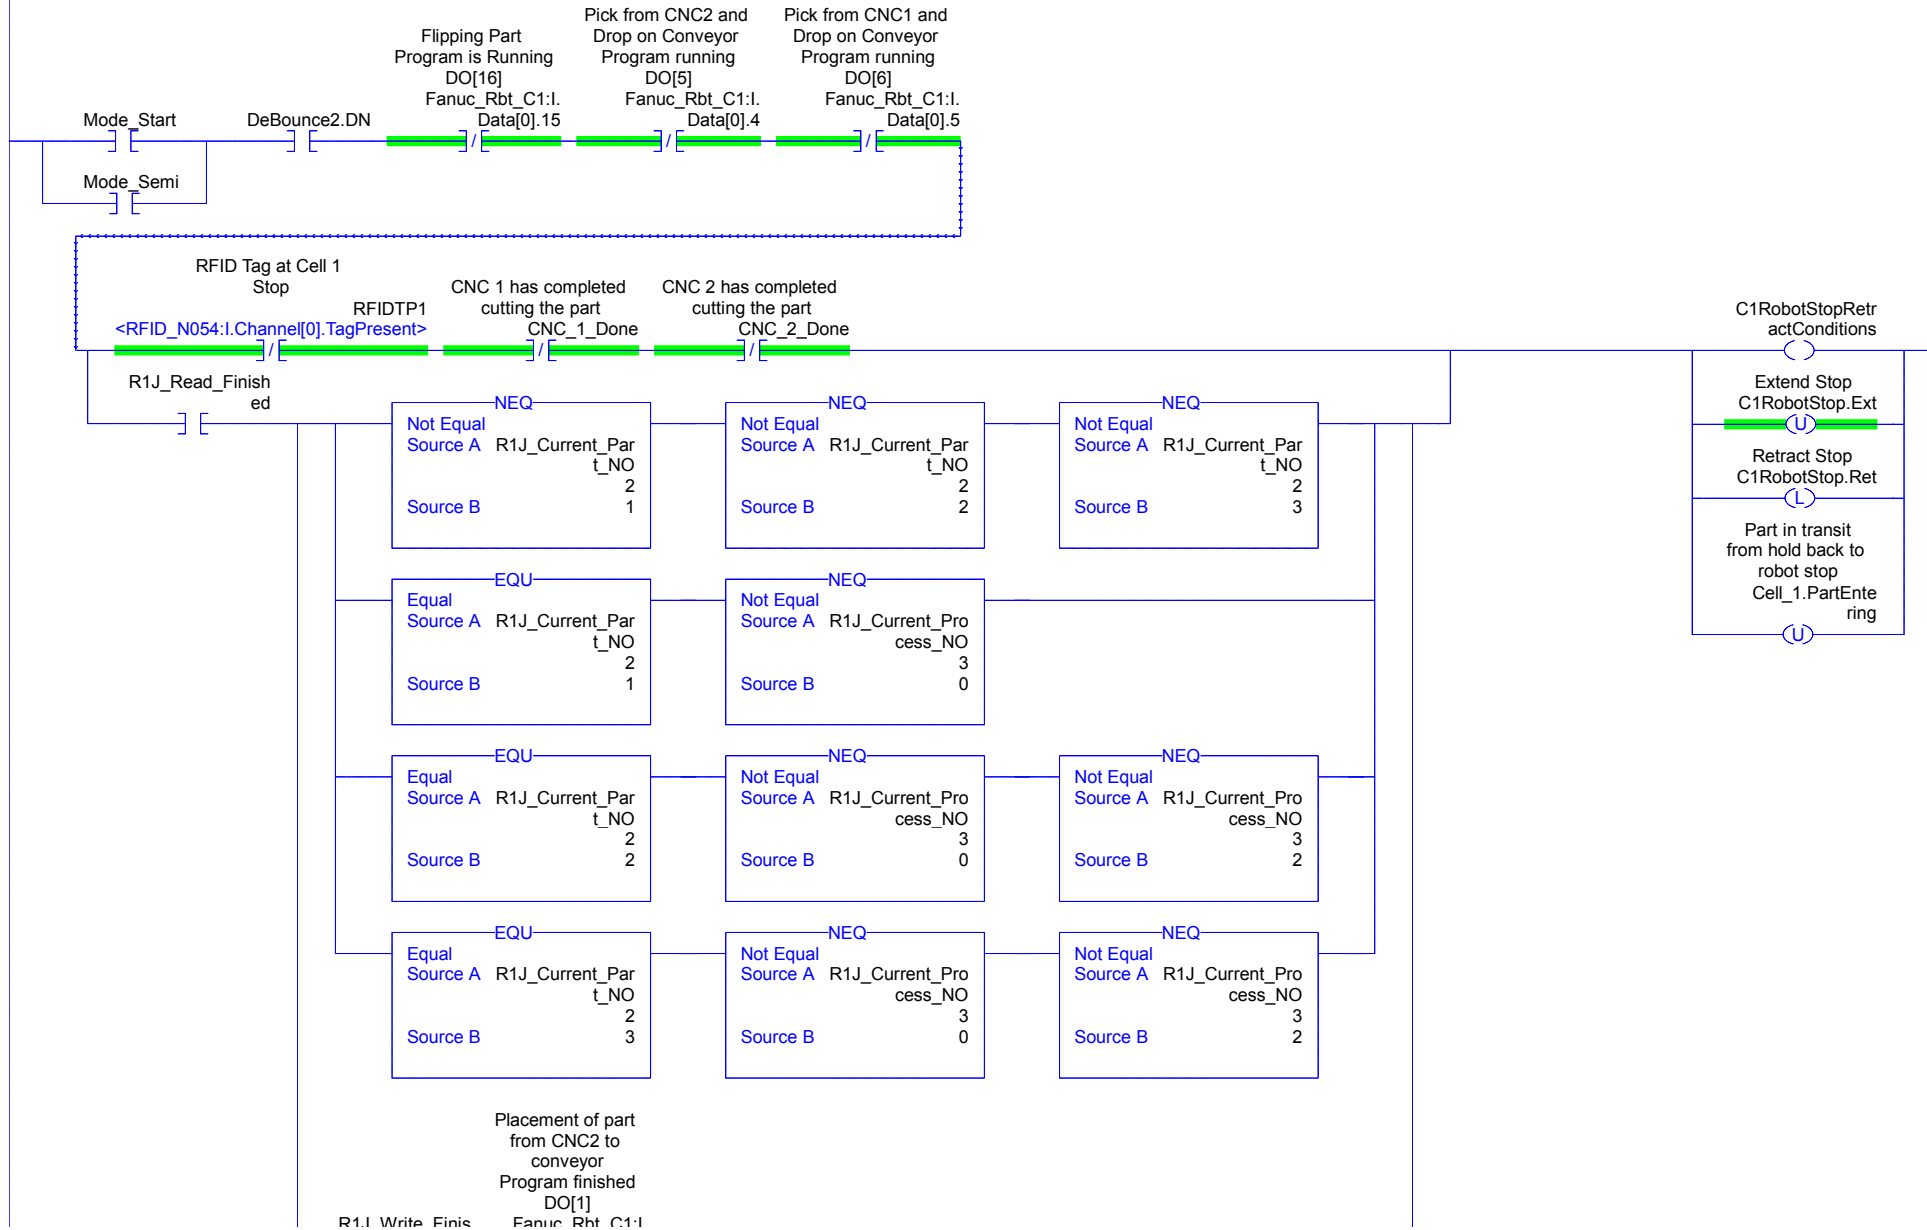 Flipping Part
Program is Running
DO[16]
Fanuc_Rbt_C1:I.
Data[0].15
Pick from CNC2 and
Drop on Conveyor
Program running
DO[5]
Fanuc_Rbt_C1:I.
Data[0].4
Pick from CNC1 and
Drop on Conveyor
Program running
DO[6]
Fanuc_Rbt_C1:I.
Data[0].5
Mode_Start
DeBounce2.DN
/
/
/
Mode_Semi
RFID Tag at Cell 1
Stop
RFIDTP1
<RFID_N054:I.Channel[0].TagPresent>
/
CNC 1 has completed
cutting the part
CNC_1_Done
/
CNC 2 has completed
cutting the part
CNC_2_Done
/
C1RobotStopRetr
actConditions
R1J_Read_Finish
ed
Extend Stop
C1RobotStop.Ext
U
Retract Stop
C1RobotStop.Ret
L
Part in transit
from hold back to
robot stop
Cell_1.PartEnte
ring
U
NEQ
Not Equal
Source A R1J_Current_Par
t_NO
2
Source B 1
NEQ
Not Equal
Source A R1J_Current_Par
t_NO
2
Source B 2
NEQ
Not Equal
Source A R1J_Current_Par
t_NO
2
Source B 3
EQU
Equal
Source A R1J_Current_Par
t_NO
2
Source B 1
NEQ
Not Equal
Source A R1J_Current_Pro
cess_NO
3
Source B 0
EQU
Equal
Source A R1J_Current_Par
t_NO
2
Source B 2
NEQ
Not Equal
Source A R1J_Current_Pro
cess_NO
3
Source B 0
NEQ
Not Equal
Source A R1J_Current_Pro
cess_NO
3
Source B 2
EQU
Equal
Source A R1J_Current_Par
t_NO
2
Source B 3
NEQ
Not Equal
Source A R1J_Current_Pro
cess_NO
3
Source B 0
NEQ
Not Equal
Source A R1J_Current_Pro
cess_NO
3
Source B 2
Placement of part
from CNC2 to
conveyor
Program finished
DO[1]
R1J_Write_Finis
Fanuc_Rbt_C1:I.